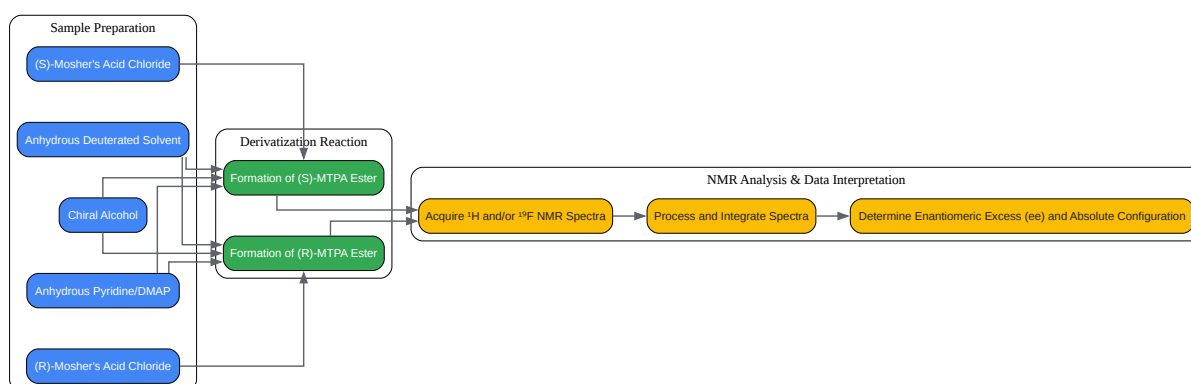 Sample Preparation
(S)-Mosher's Acid Chloride
Anhydrous Deuterated Solvent
Chiral Alcohol
Anhydrous Pyridine/DMAP
(R)-Mosher's Acid Chloride
Derivatization Reaction
Formation of (S)-MTPA Ester
Formation of (R)-MTPA Ester
NMR Analysis & Data Interpretation
Acquire ¹H and/or ¹⁹F NMR Spectra
Process and Integrate Spectra
Determine Enantiomeric Excess (ee) and Absolute Configuration